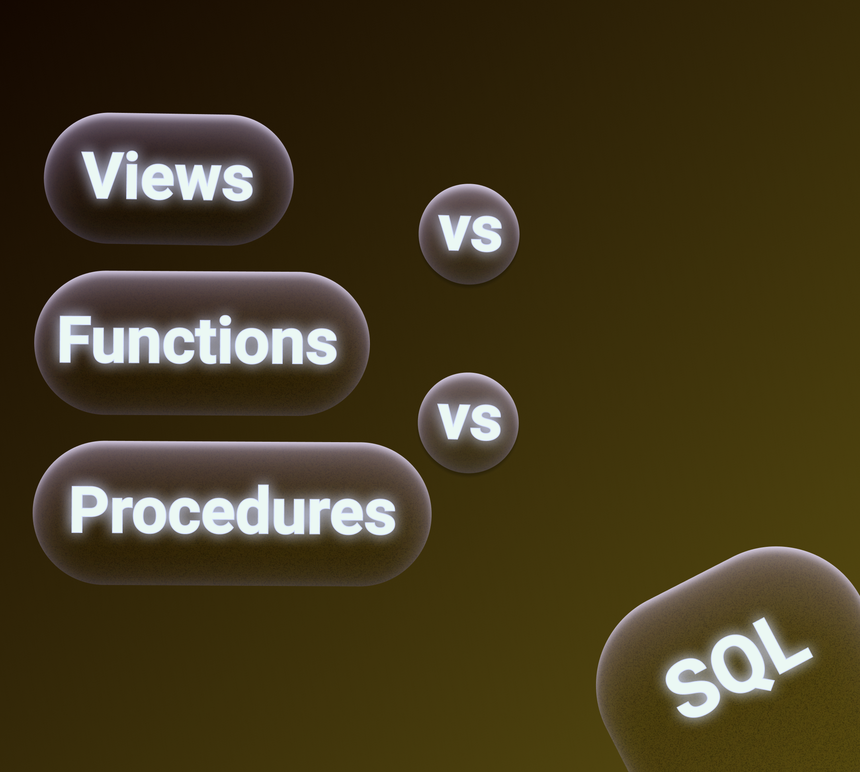 Views
vs
Functions
vs
Procedures
SQL